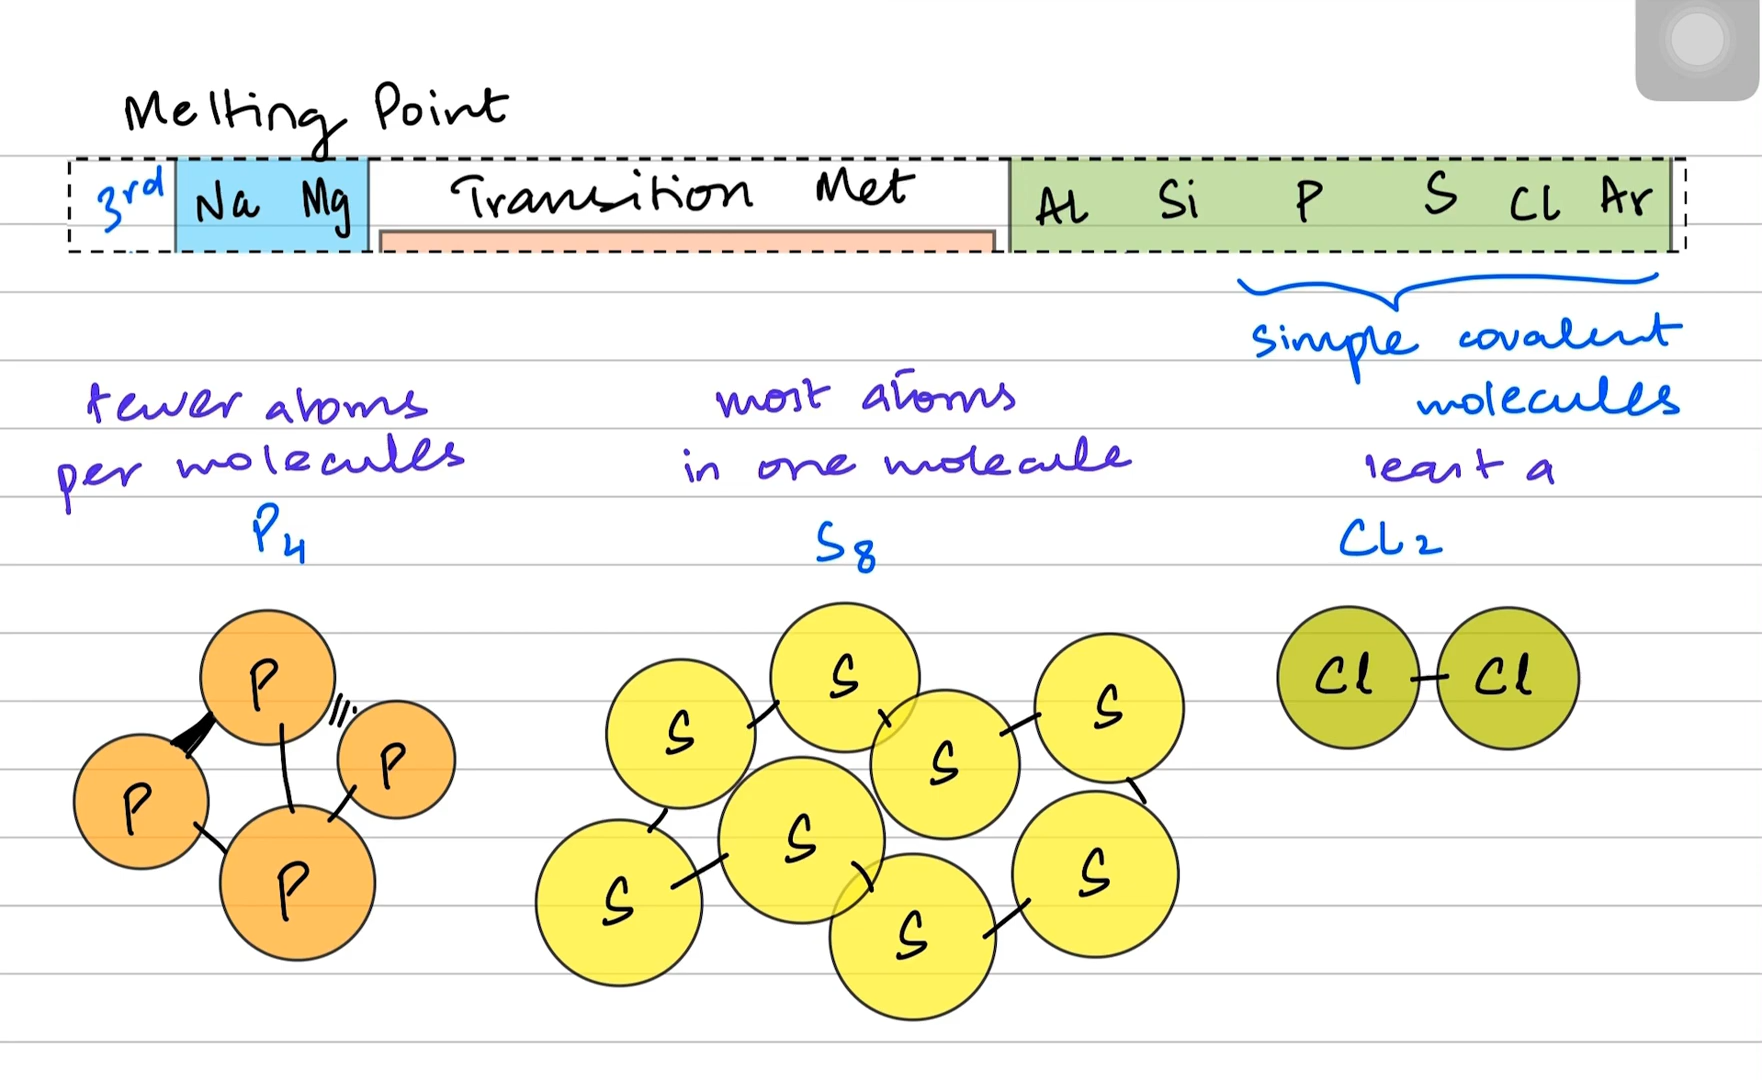 Melting Point
3rd Na Mg Transition Met Al Si P S Cl Ar
simple covalent
molecules
fewer atoms
per molecules
most atoms
in one molecule
least a
P4
S8
Cl2
P
P
P
P
S
S
S
S
S
S
S
S
Cl Cl